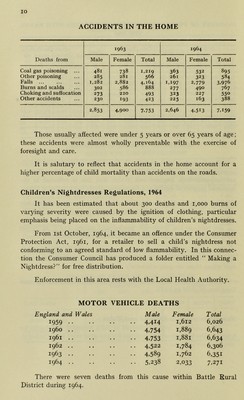 20
ACCIDENTS IN THE HOME
1963 1964
Deaths from Male Female Total Male Female Total
Coal gas poisoning ... 481 738 1,219 363 532 895
Other poisoning ... 285 281 566 261 323 584
Falls ... ... 1,282 2,882 4,164 1,197 2,779 3,976
Burns and scalds ... 302 586 888 277 490 767
Choking and suffocation 273 220 493 323 227 550
Other accidents ... 230 193 423 225 163 388
2,853 4,900 7,753 2,646 4,513 7,159
Those usually affected were under 5 years or over 65 years of age;
these accidents were almost wholly preventable with the exercise of
foresight and care.
It is salutary to reflect that accidents in the home account for a
higher percentage of child mortality than accidents on the roads.
Children's Nightdresses Regulations, 1964
It has been estimated that about 300 deaths and 1,000 burns of
varying severity were caused by the ignition of clothing, particular
emphasis being placed on the inflammability of children's nightdresses.
From 1st October, 1964, it became an offence under the Consumer
Protection Act, 1961, for a retailer to sell a child's nightdress not
conforming to an agreed standard of low flammability. In this connec-
tion the Consumer Council has produced a folder entitled " Making a
Nightdress?" for free distribution.
Enforcement in this area rests with the Local Health Authority.
MOTOR VEHICLE DEATHS
England and Wales Male Female Total
1959 .. .. .. .. 4,414 1,612 6,026
1960 .. .. .. .. 4,754 1,889 6,643
1961 .. .. .. .. 4,753 1,881 6,634
1962 .. .. .. .. 4,522 1,784 6,306
1963 .. .. .. .. 4,589 1,762 6,351
1964 .. .. .. .. 5,238 2,033 7,271
There were seven deaths from this cause within Battle Rural
District during 1964.